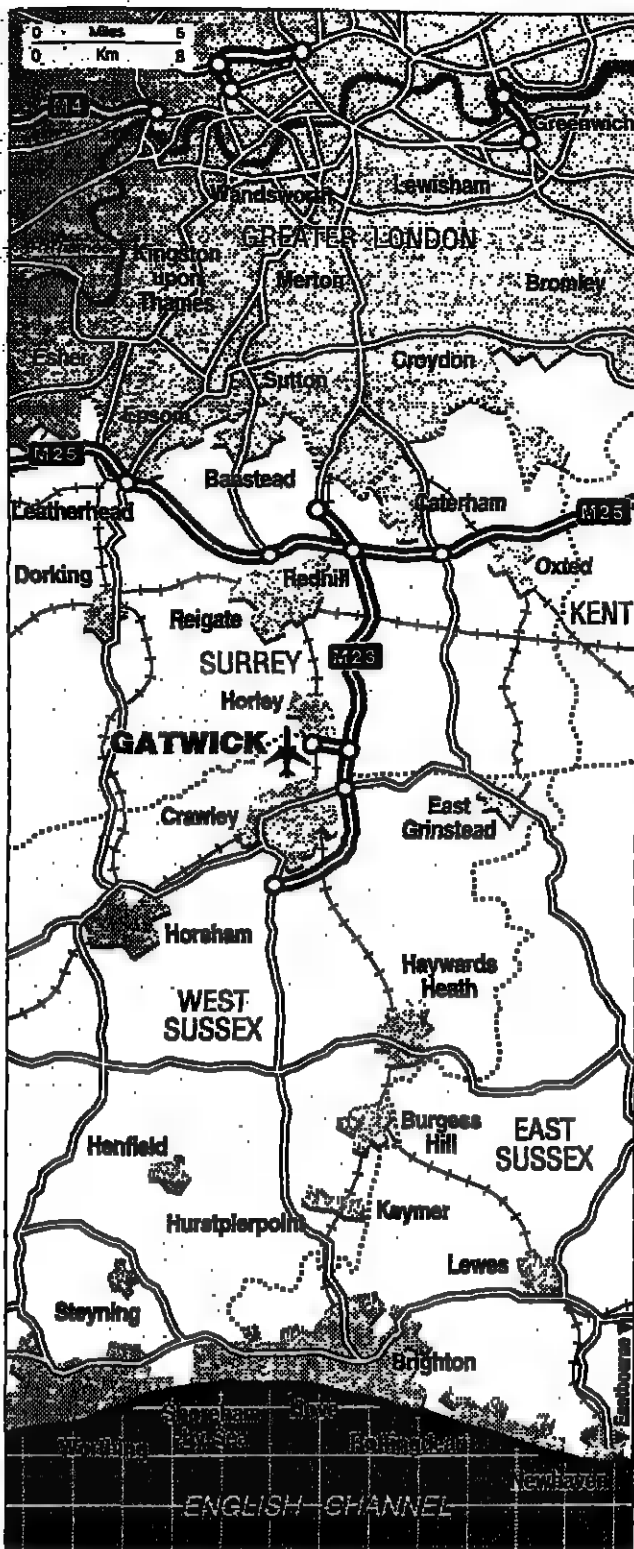 0 Miles 5
0 Km 8
M4
Greenwich
Wandsworth
Lewisham
GREATER LONDON
Kingston
upon
Thames
Merton
Bromley
Esher
Sutton
Croydon
Epsom
M25
Banstead
Leatherhead
Caterham
M25
Dorking
Redhill
Oxted
Reigate
KENT
SURREY
M23
Horley
GATWICK
Crawley
East
Grinstead
Horsham
Haywards
Heath
WEST
SUSSEX
Burgess
Hill
EAST
SUSSEX
Henfield
Hurstpierpoint
Keymer
Lewes
Steyning
Brighton
Shoreham
Hove
Worthing
Rottingdean
Newhaven
ENGLISH CHANNEL